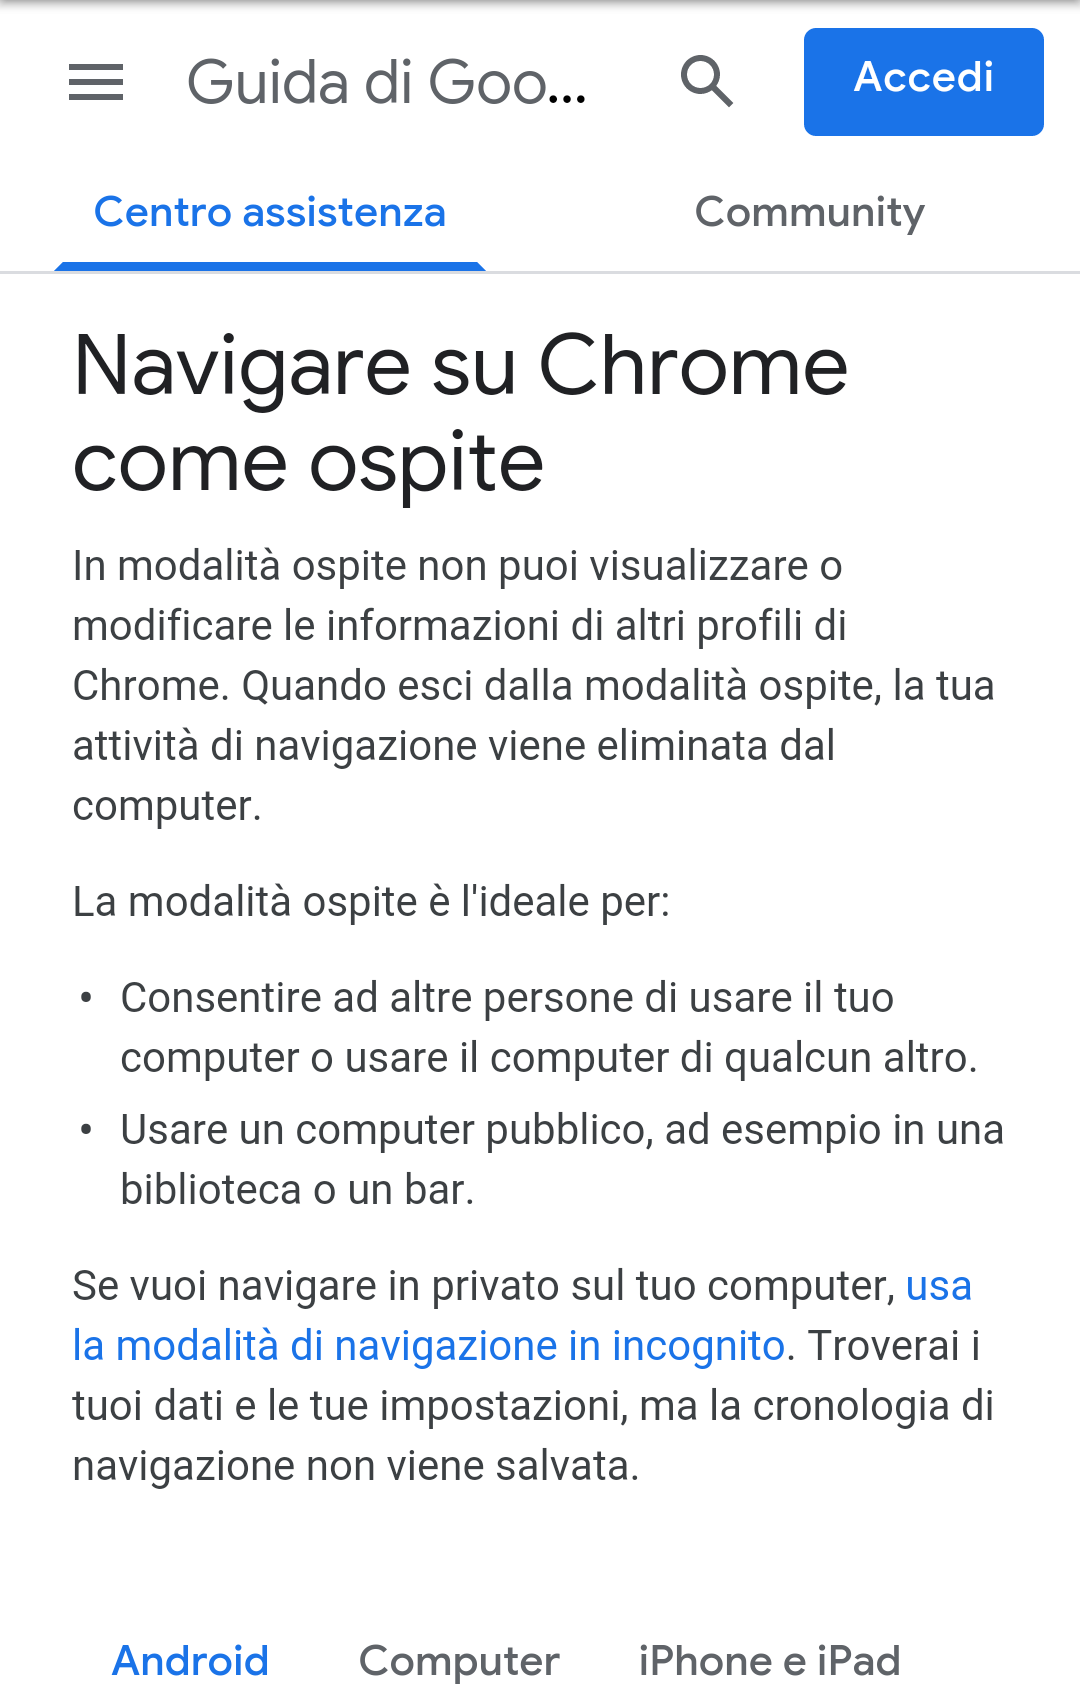 Guida di Goo...
Accedi
Centro assistenza
Community
Navigare su Chrome
come ospite
In modalità ospite non puoi visualizzare o
modificare le informazioni di altri profili di
Chrome. Quando esci dalla modalità ospite, la tua
attività di navigazione viene eliminata dal
computer.
La modalità ospite è l'ideale per:
• Consentire ad altre persone di usare il tuo
computer o usare il computer di qualcun altro.
• Usare un computer pubblico, ad esempio in una
biblioteca o un bar.
Se vuoi navigare in privato sul tuo computer, usa
la modalità di navigazione in incognito. Troverai i
tuoi dati e le tue impostazioni, ma la cronologia di
navigazione non viene salvata.
Android
Computer
iPhone e iPad